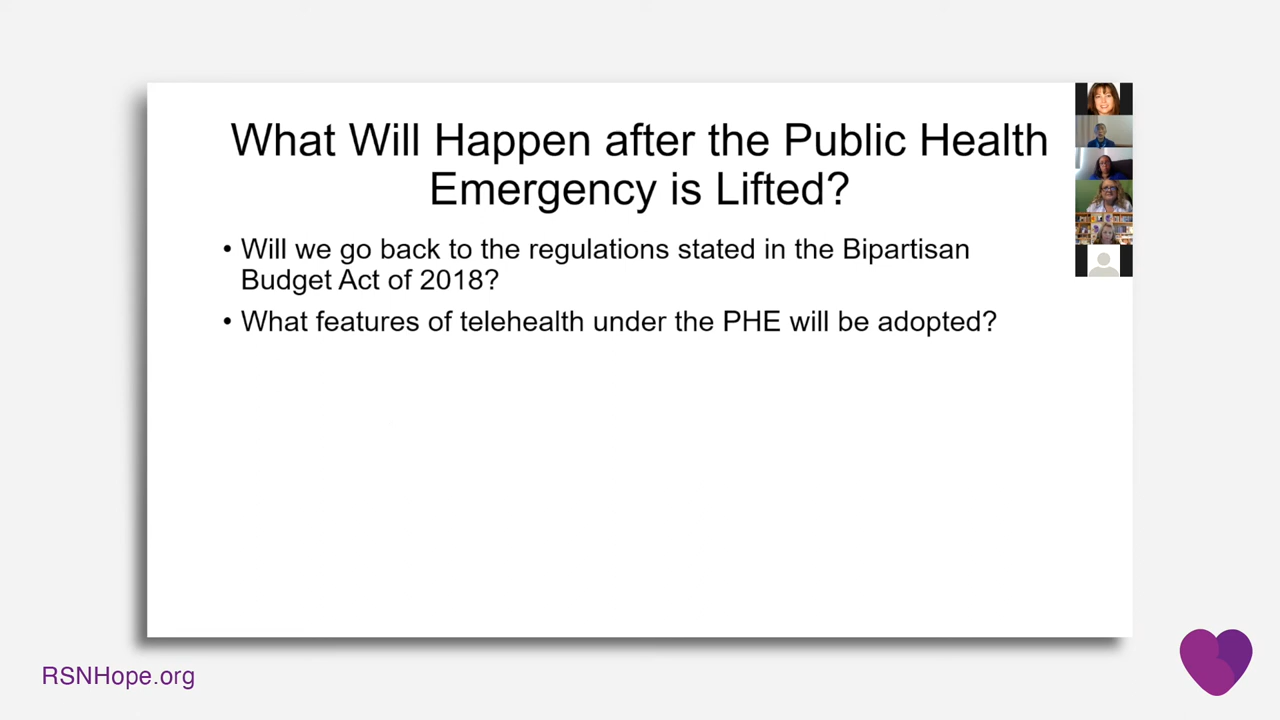 What Will Happen after the Public Health
Emergency is Lifted?
• Will we go back to the regulations stated in the Bipartisan
Budget Act of 2018?
• What features of telehealth under the PHE will be adopted?
RSNHope.org